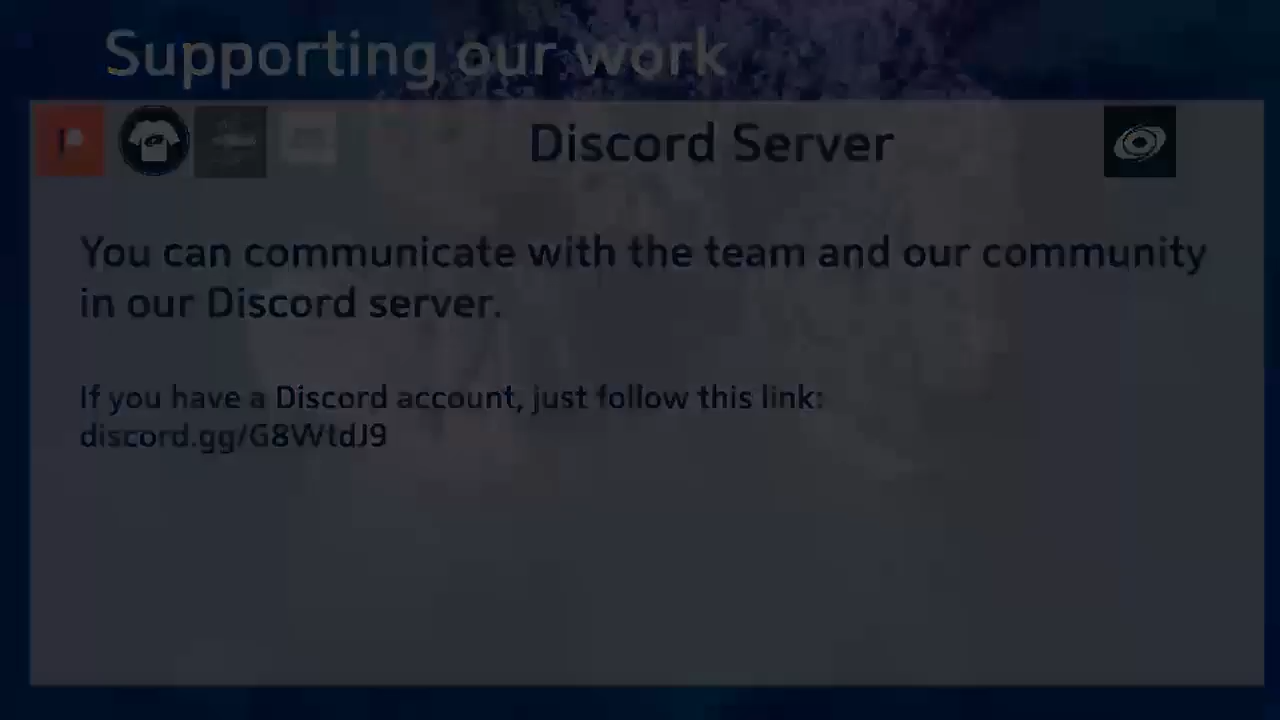 Supporting our work
Discord Server
You can communicate with the team and our community
in our Discord server.
If you have a Discord account, just follow this link:
discord.gg/G8WtdJ9